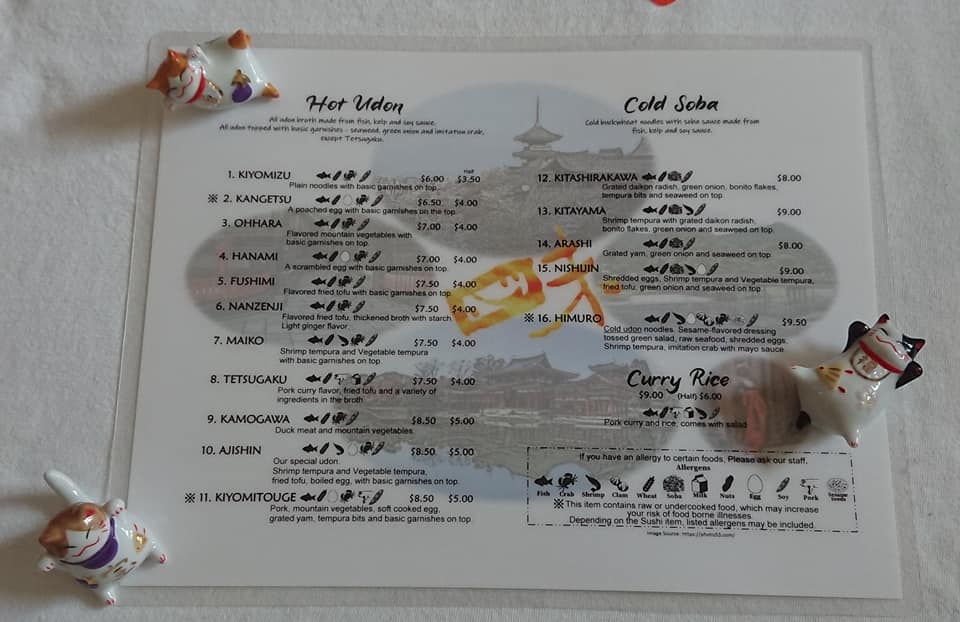 Hot Udon
All udon broth made from fish, kelp and soy sauce.
All udon topped with basic garnishes - seaweed, green onion and imitation crab,
except Tetsugaku.
Half
1. KIYOMIZU $6.00 $3.50
Plain noodles with basic garnishes on top.
※ 2. KANGETSU $6.50 $4.00
A poached egg with basic garnishes on the top.
3. OHHARA $7.00 $4.00
Flavored mountain vegetables with
basic garnishes on top.
4. HANAMI $7.00 $4.00
A scrambled egg with basic garnishes on top.
5. FUSHIMI $7.50 $4.00
Flavored fried tofu with basic garnishes on top
6. NANZENJI $7.50 $4.00
Flavored fried tofu, thickened broth with starch.
Light ginger flavor.
7. MAIKO $7.50 $4.00
Shrimp tempura and Vegetable tempura
with basic garnishes on top.
8. TETSUGAKU $7.50 $4.00
Pork curry flavor, fried tofu and a variety of
ingredients in the broth
9. KAMOGAWA $8.50 $5.00
Duck meat and mountain vegetables.
10. AJISHIN $8.50 $5.00
Our special udon:
Shrimp tempura and Vegetable tempura,
fried tofu, boiled egg, with basic garnishes on top.
※ 11. KIYOMITOUGE $8.50 $5.00
Pork, mountain vegetables, soft cooked egg,
grated yam, tempura bits and basic garnishes on top.
Cold Soba
Cold buckwheat noodles with soba sauce made from
fish, kelp and soy sauce.
12. KITASHIRAKAWA $8.00
Grated daikon radish, green onion, bonito flakes,
tempura bits and seaweed on top.
13. KITAYAMA $9.00
Shrimp tempura with grated daikon radish,
bonito flakes, green onion and seaweed on top.
14. ARASHI $8.00
Grated yam, green onion and seaweed on top
15. NISHIJIN $9.00
Shredded eggs, Shrimp tempura and Vegetable tempura,
fried tofu, green onion and seaweed on top.
※ 16. HIMURO $9.50
Cold udon noodles. Sesame-flavored dressing
tossed green salad, raw seafood, shredded eggs,
Shrimp tempura, imitation crab with mayo sauce.
Curry Rice
$9.00 (Half) $6.00
Pork curry and rice, comes with salad
If you have an allergy to certain foods, Please ask our staff.
Allergens
Fish Crab Shrimp Clam Wheat Soba Milk Nuts Egg Soy Pork Sesame Seeds
※ This item contains raw or undercooked food, which may increase
your risk of food borne illnesses.
Depending on the Sushi item, listed allergens may be included.